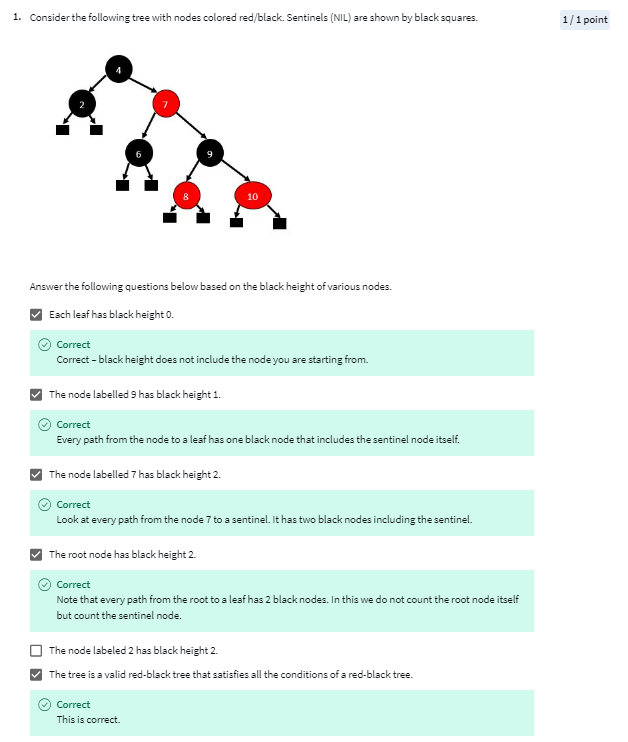 1. Consider the following tree with nodes colored red/black. Sentinels (NIL) are shown by black squares.
1 / 1 point
4
2
7
6
9
8
10
Answer the following questions below based on the black height of various nodes.
Each leaf has black height 0.
Correct
Correct – black height does not include the node you are starting from.
The node labelled 9 has black height 1.
Correct
Every path from the node to a leaf has one black node that includes the sentinel node itself.
The node labelled 7 has black height 2.
Correct
Look at every path from the node 7 to a sentinel. It has two black nodes including the sentinel.
The root node has black height 2.
Correct
Note that every path from the root to a leaf has 2 black nodes. In this we do not count the root node itself
but count the sentinel node.
The node labeled 2 has black height 2.
The tree is a valid red-black tree that satisfies all the conditions of a red-black tree.
Correct
This is correct.